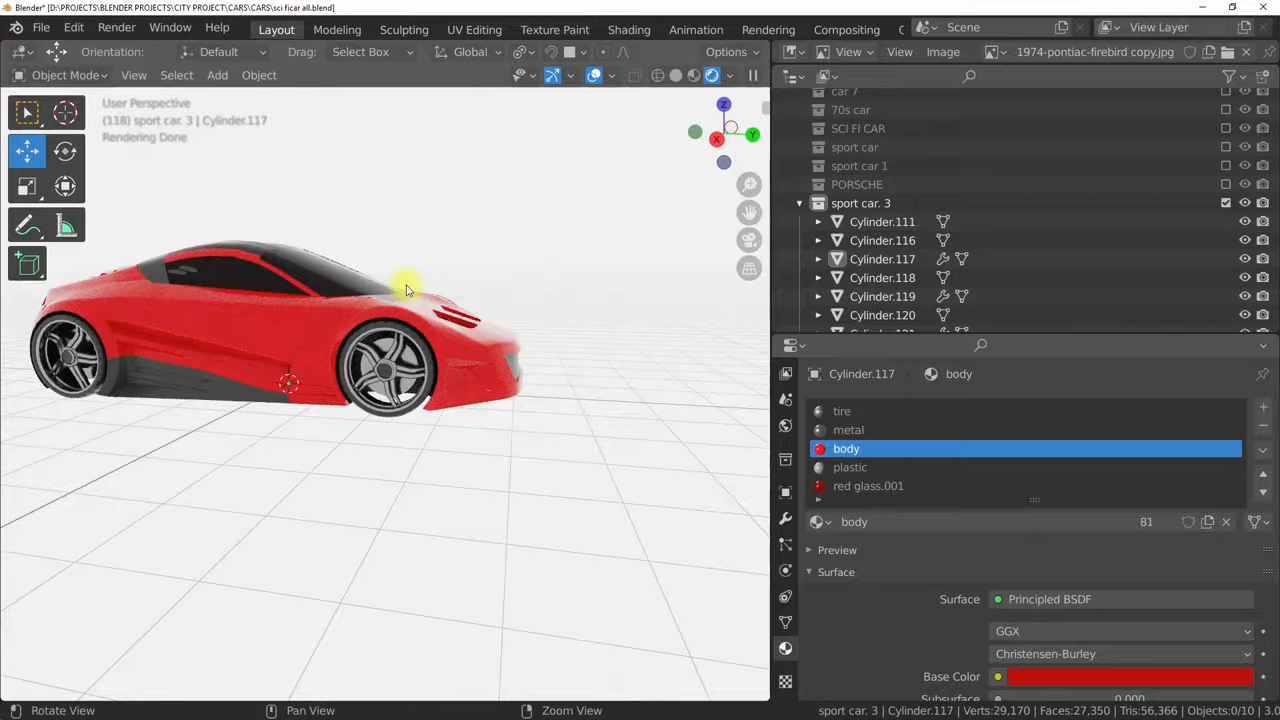 Blender* [D:\PROJECTS\BLENDER PROJECTS\CITY PROJECT\CARS\CARS\sci ficar all.blend]
File Edit Render Window Help Layout Modeling Sculpting UV Editing Texture Paint Shading Animation Rendering Compositing Scene View Layer
Orientation: Default Drag: Select Box Global Options
View View Image 1974-pontiac-firebird copy.jpg
Object Mode View Select Add Object
User Perspective
(118) sport car. 3 | Cylinder.117
Rendering Done
Z
Y
X
car 7
70s car
SCI FI CAR
sport car
sport car 1
PORSCHE
sport car. 3
Cylinder.111
Cylinder.116
Cylinder.117
Cylinder.118
Cylinder.119
Cylinder.120
Cylinder.117 body
tire
metal
body
plastic
red glass.001
body 81
Preview
Surface
Surface Principled BSDF
GGX
Christensen-Burley
Base Color
Subsurface 0.000
Rotate View Pan View Zoom View sport car. 3 | Cylinder.117 | Verts:29,170 | Faces:27,350 | Tris:56,366 | Objects:0/10 | 3.0